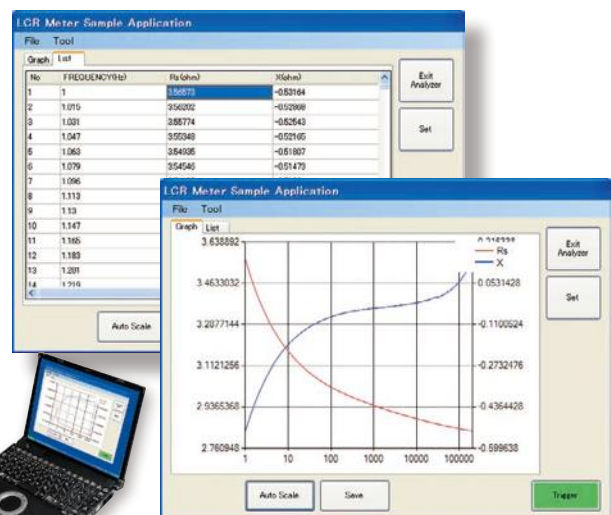 LCR Meter Sample Application
File Tool
Graph List
No FREQUENCY(Hz) Rs(ohm) X(ohm)
1 1 3.56573 -0.53164
2 1.015 3.56202 -0.52868
3 1.031 3.55774 -0.52543
4 1.047 3.55348 -0.52165
5 1.063 3.54935 -0.51807
6 1.079 3.54546 -0.51473
7 1.096
8 1.113
9 1.13
10 1.147
11 1.165
12 1.183
13 1.201
14 1.219
Exit
Analyzer
Set
Auto Scale
LCR Meter Sample Application
File Tool
Graph List
3.638892
3.4633032
3.2877144
3.1121256
2.9365368
2.760948
1 10 100 1000 10000 100000
Rs
X
0.0531428
-0.1100524
-0.2732476
-0.4364428
-0.599638
Exit
Analyzer
Set
Auto Scale Save Trigger